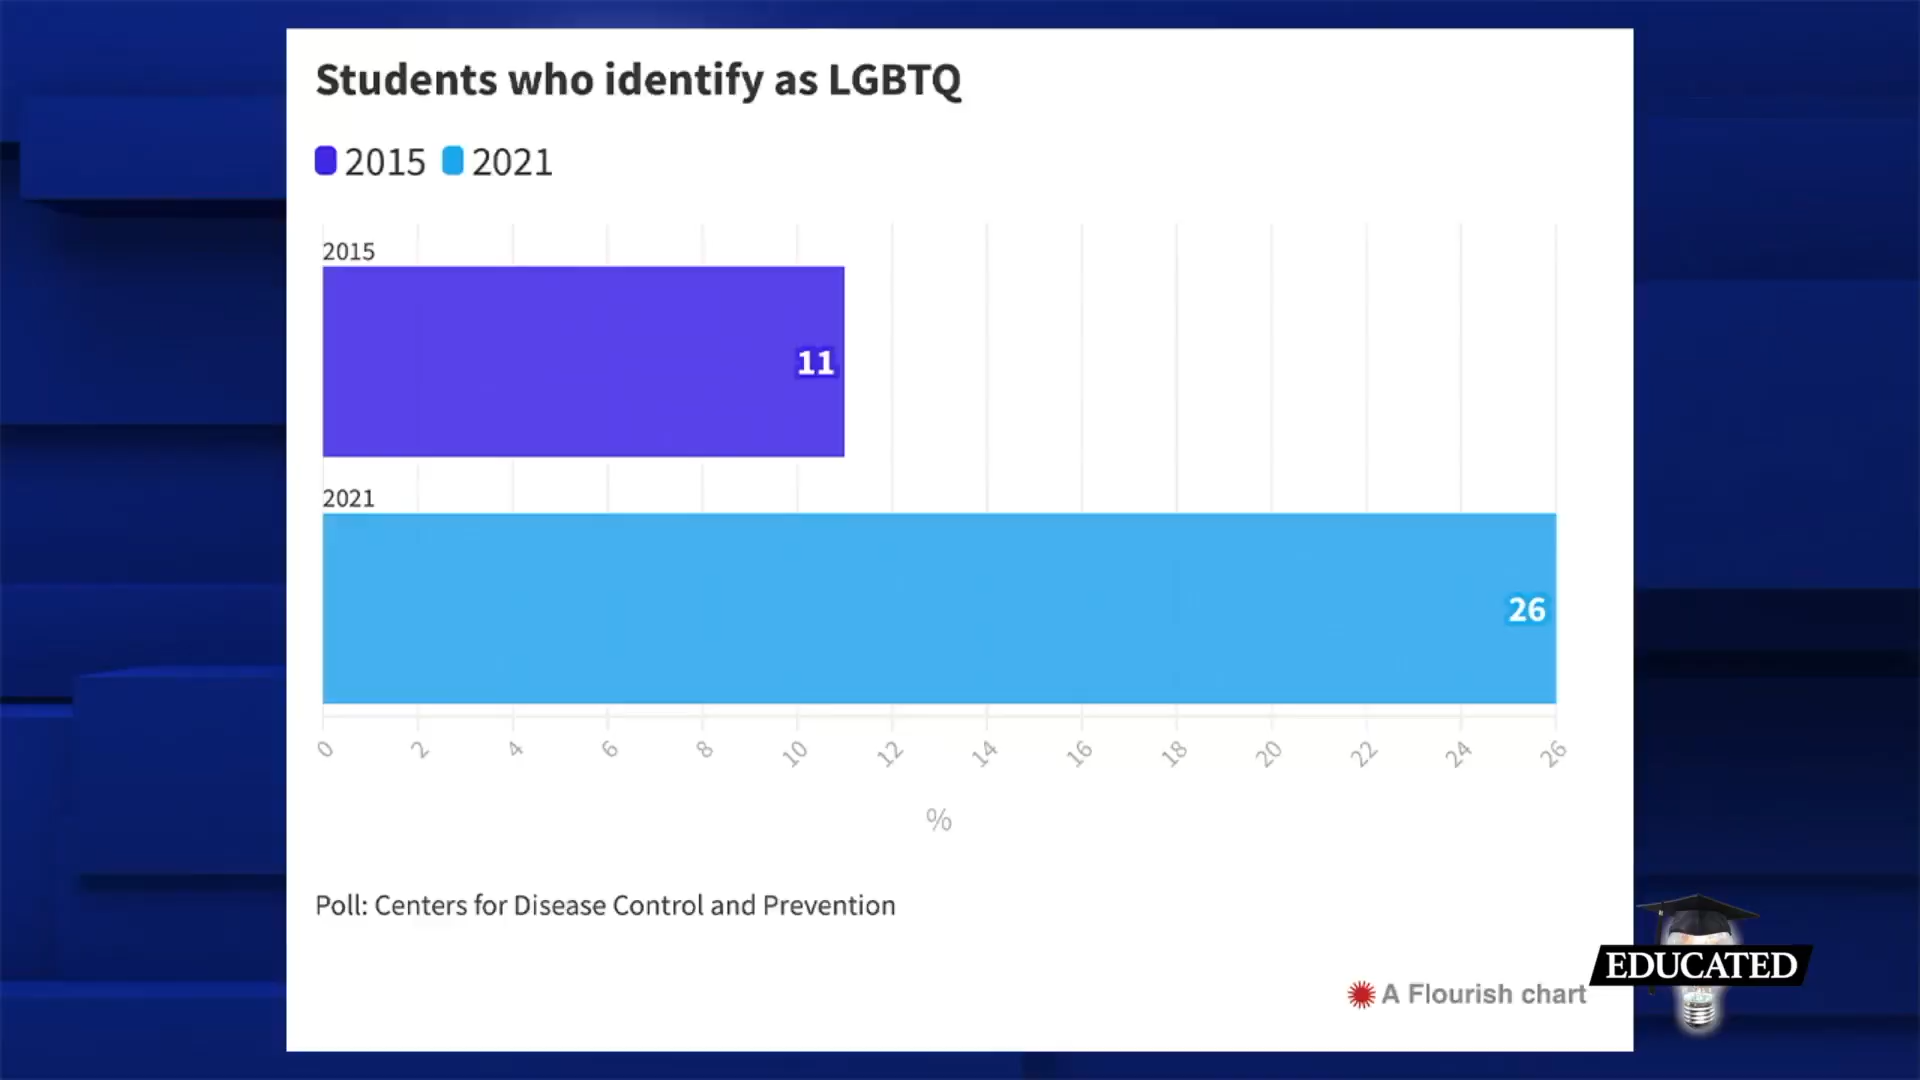 Students who identify as LGBTQ
2015 2021
2015
11
2021
26
0 2 4 6 8 10 12 14 16 18 20 22 24 26
%
Poll: Centers for Disease Control and Prevention
A Flourish chart
EDUCATED